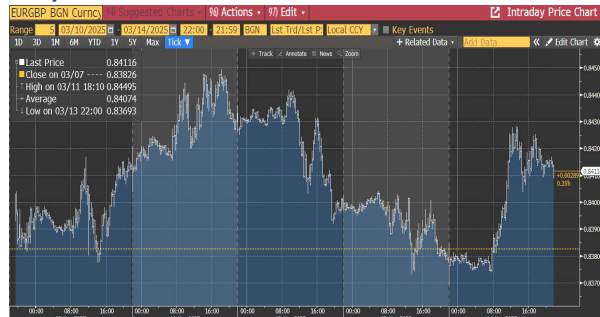 EURGBP BGN Curncy 94) Suggested Charts 96) Actions 97) Edit Intraday Price Chart
Range 5 03/10/2025 - 03/14/2025 22:00 - 21:59 BGN Lst Trd/Lst P Local CCY Key Events
1D 3D 1M 6M YTD 1Y 5Y Max Tick ▼ + Related Data Add Data « Edit Chart
+ Track Annotate News Zoom
Last Price 0.84116
Close on 03/07 ---- 0.83826
High on 03/11 18:10 0.84495
Average 0.84074
Low on 03/13 22:00 0.83693
0.8450
0.8440
0.8430
0.8420
0.8411
+0.00289
0.8400
0.35%
0.8390
0.8380
0.8370
00:00 08:00 16:00 00:00 08:00 16:00 00:00 08:00 16:00 00:00 08:00 16:00 00:00 08:00 16:00